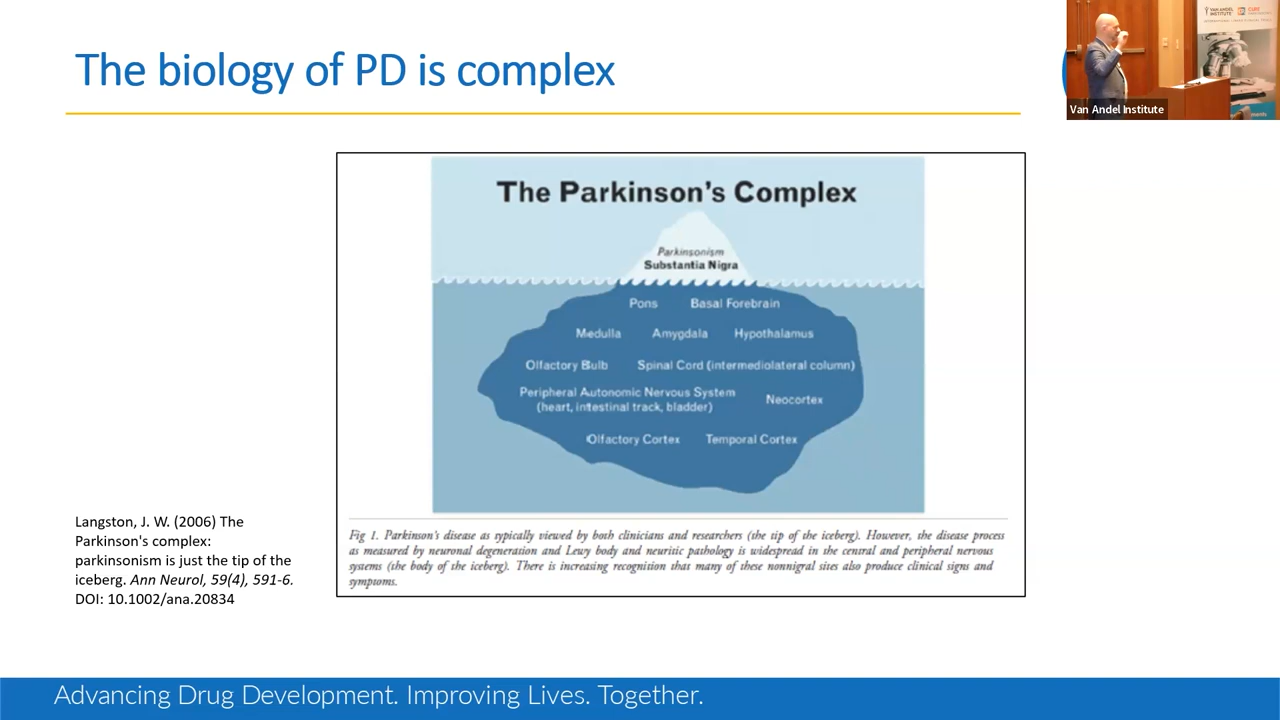 The biology of PD is complex
VAN ANDEL
INSTITUTE
CURE
Van Andel Institute
The Parkinson's Complex
Parkinsonism
Substantia Nigra
Pons Basal Forebrain
Medulla Amygdala Hypothalamus
Olfactory Bulb Spinal Cord (intermediolateral column)
Peripheral Autonomic Nervous System
(heart, intestinal track, bladder)
Neocortex
Olfactory Cortex Temporal Cortex
Fig 1. Parkinson's disease as typically viewed by both clinicians and researchers (the tip of the iceberg). However, the disease process
as measured by neuronal degeneration and Lewy body and neuritic pathology is widespread in the central and peripheral nervous
systems (the body of the iceberg). There is increasing recognition that many of these nonnigral sites also produce clinical signs and
symptoms.
Langston, J. W. (2006) The
Parkinson's complex:
parkinsonism is just the tip of the
iceberg. Ann Neurol, 59(4), 591-6.
DOI: 10.1002/ana.20834
Advancing Drug Development. Improving Lives. Together.